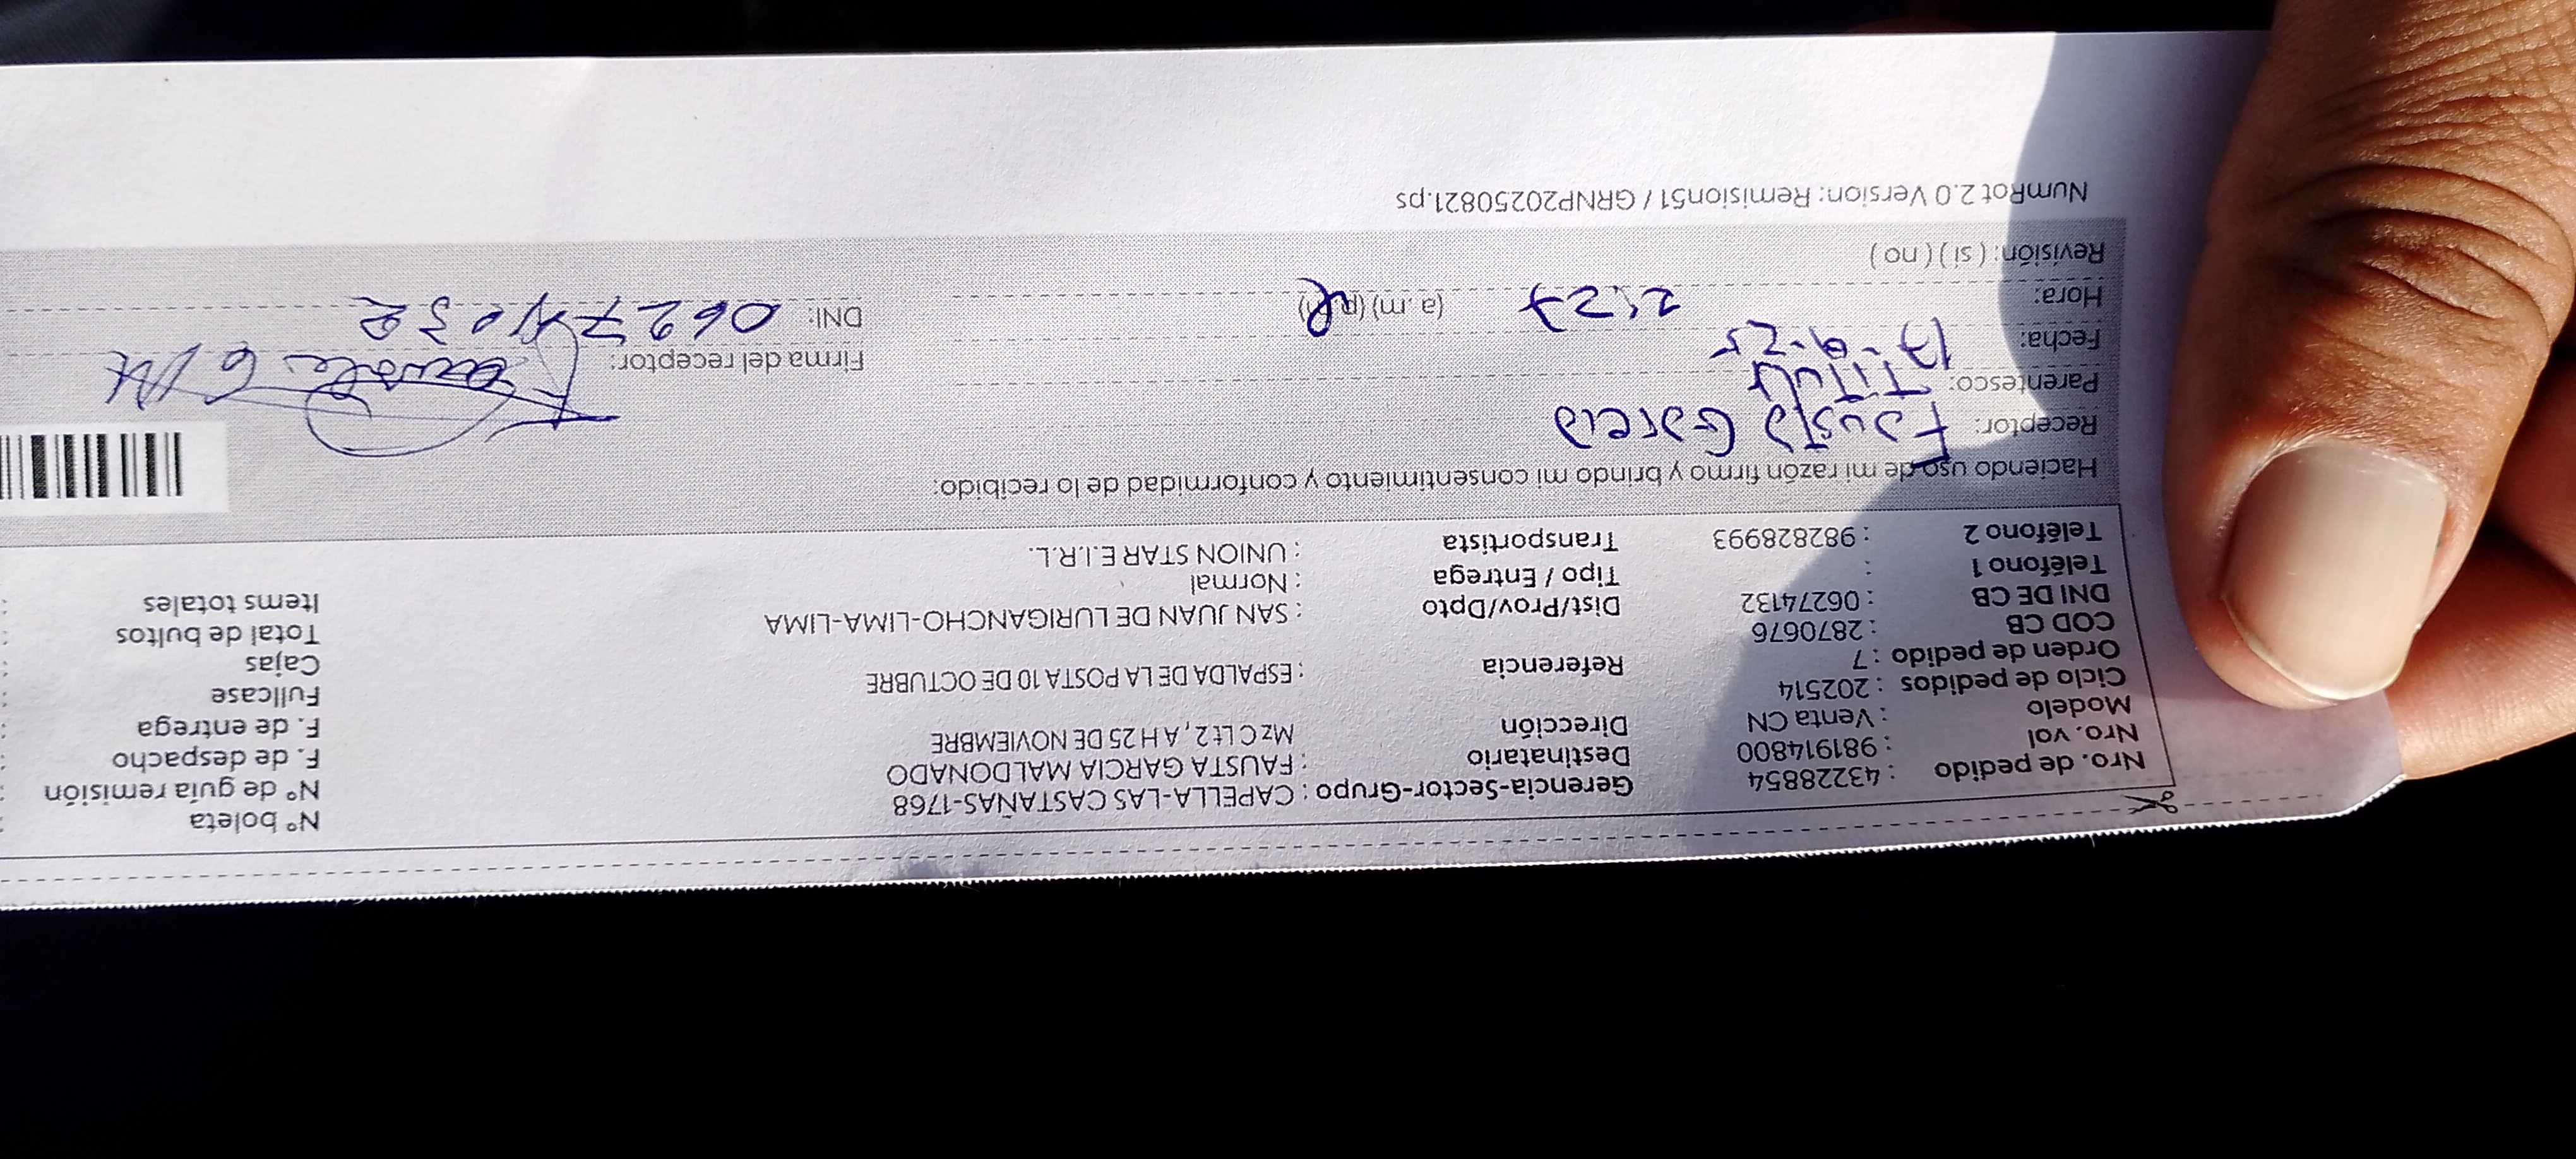 Nro. de pedido : 43228854 Gerencia-Sector-Grupo : CAPELLA-LAS CASTAÑAS-1768 N° boleta
Nro. vol : 981914800 Destinatario : FAUSTA GARCIA MALDONADO N° de guía remisión :
Modelo : Venta CN Dirección Mz C Lt 2, A H 25 DE NOVIEMBRE F. de despacho :
Ciclo de pedidos : 202514 F. de entrega :
Orden de pedido : 7 Referencia : ESPALDA DE LA POSTA 10 DE OCTUBRE Fullcase :
COD CB : 2870676 Cajas :
DNI DE CB : 06274132 Dist/Prov/Dpto : SAN JUAN DE LURIGANCHO-LIMA-LIMA Total de bultos :
Teléfono 1 : Tipo / Entrega : Normal Items totales :
Teléfono 2 : 982828993 Transportista : UNION STAR E.I.R.L.
Haciendo uso de mi razón firmo y brindo mi consentimiento y conformidad de lo recibido:
Receptor: Fausta Garcia
Parentesco: Titular
Fecha: 17-9-25 Firma del receptor:
Hora: 2:27 (a.m) (p.m) DNI:
Revisión: ( si ) ( no )
NumRot 2.0 Version: Remision51 / GRNP20250821.ps